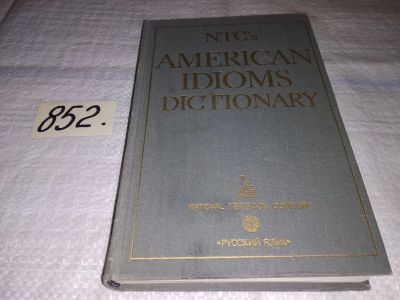 NTC's
AMERICAN
IDIOMS
DICTIONARY
852.
NATIONAL TEXTBOOK COMPANY
«РУССКИЙ ЯЗЫК»